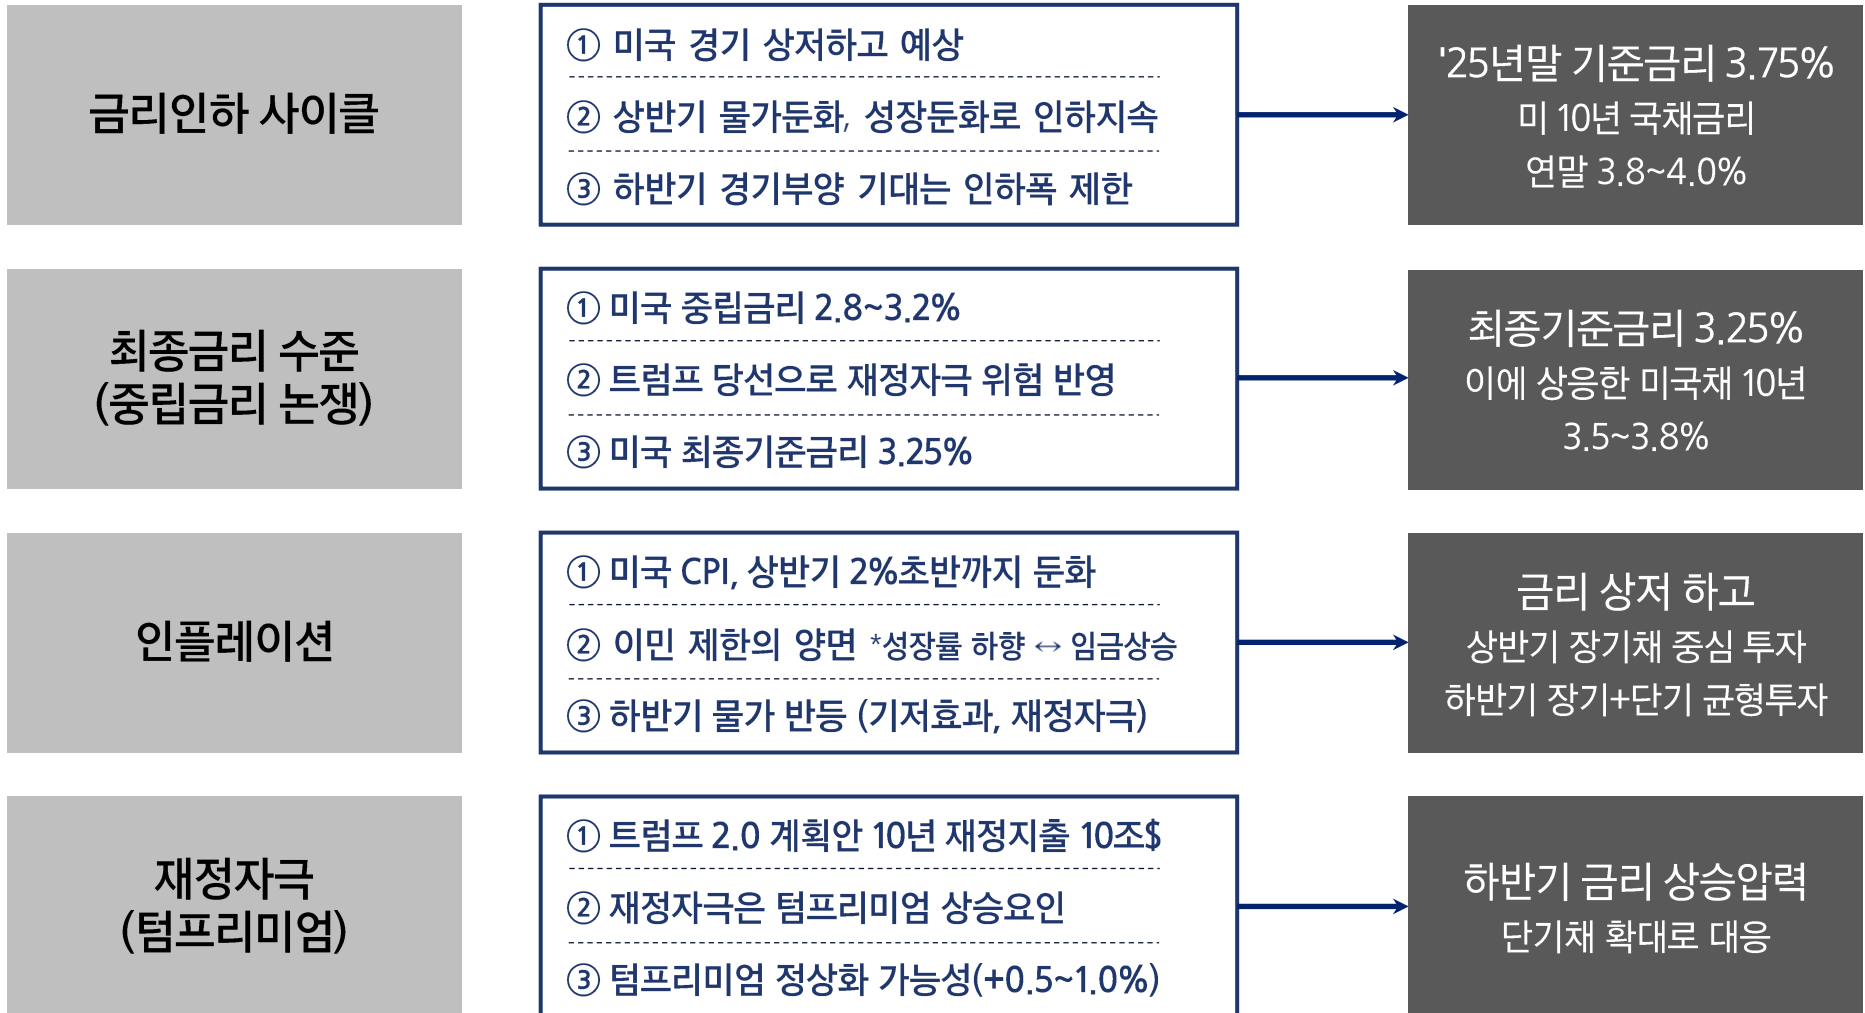 금리인하 사이클
① 미국 경기 상저하고 예상
② 상반기 물가둔화, 성장둔화로 인하지속
③ 하반기 경기부양 기대는 인하폭 제한
'25년말 기준금리 3.75%
미 10년 국채금리
연말 3.8~4.0%
최종금리 수준
(중립금리 논쟁)
① 미국 중립금리 2.8~3.2%
② 트럼프 당선으로 재정자극 위험 반영
③ 미국 최종기준금리 3.25%
최종기준금리 3.25%
이에 상응한 미국채 10년
3.5~3.8%
인플레이션
① 미국 CPI, 상반기 2%초반까지 둔화
② 이민 제한의 양면 *성장률 하향 ↔ 임금상승
③ 하반기 물가 반등 (기저효과, 재정자극)
금리 상저 하고
상반기 장기채 중심 투자
하반기 장기+단기 균형투자
재정자극
(텀프리미엄)
① 트럼프 2.0 계획안 10년 재정지출 10조$
② 재정자극은 텀프리미엄 상승요인
③ 텀프리미엄 정상화 가능성(+0.5~1.0%)
하반기 금리 상승압력
단기채 확대로 대응